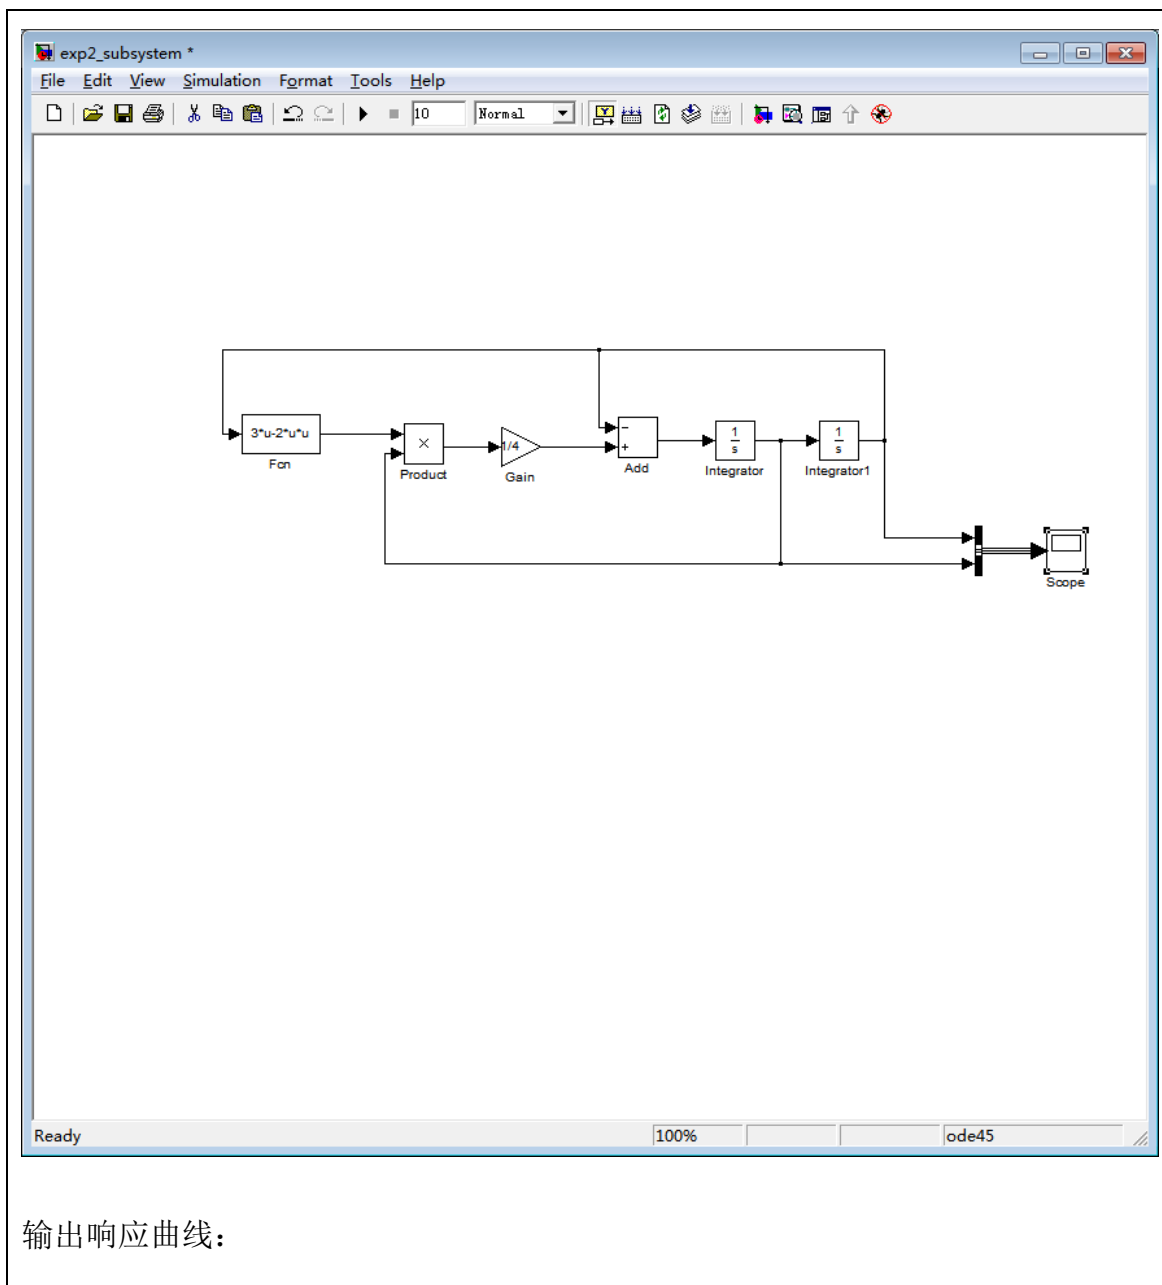 exp2_subsystem *
File Edit View Simulation Format Tools Help
10 Normal
3*u-2*u*u
Fcn
×
Product
1/4
Gain
−
+
Add
1
s
Integrator
1
s
Integrator1
Scope
Ready 100% ode45
输出响应曲线：